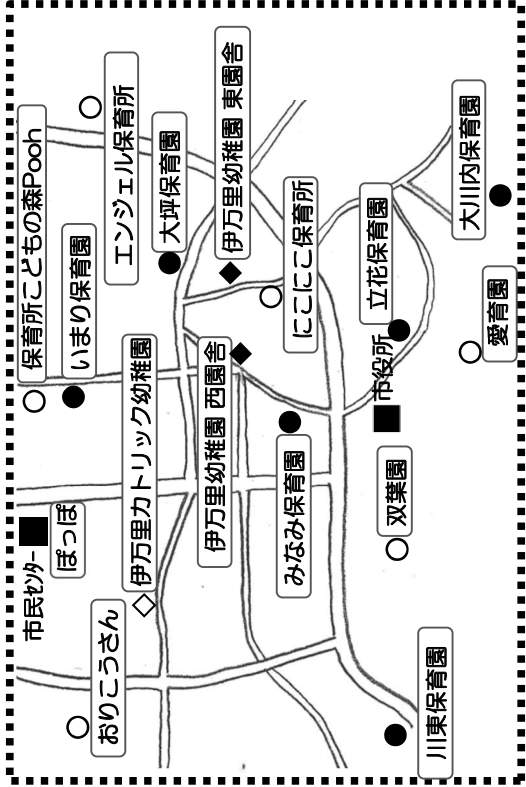 保育所こどもの森Pooh
いまり保育園
エンジェル保育所
大坪保育園
伊万里幼稚園 東園舎
にこにこ保育所
立花保育園
大川内保育園
愛育園
市役所
伊万里カトリック幼稚園
伊万里幼稚園 西園舎
みなみ保育園
双葉園
市民センター
ぽっぽ
おりこうさん
川東保育園